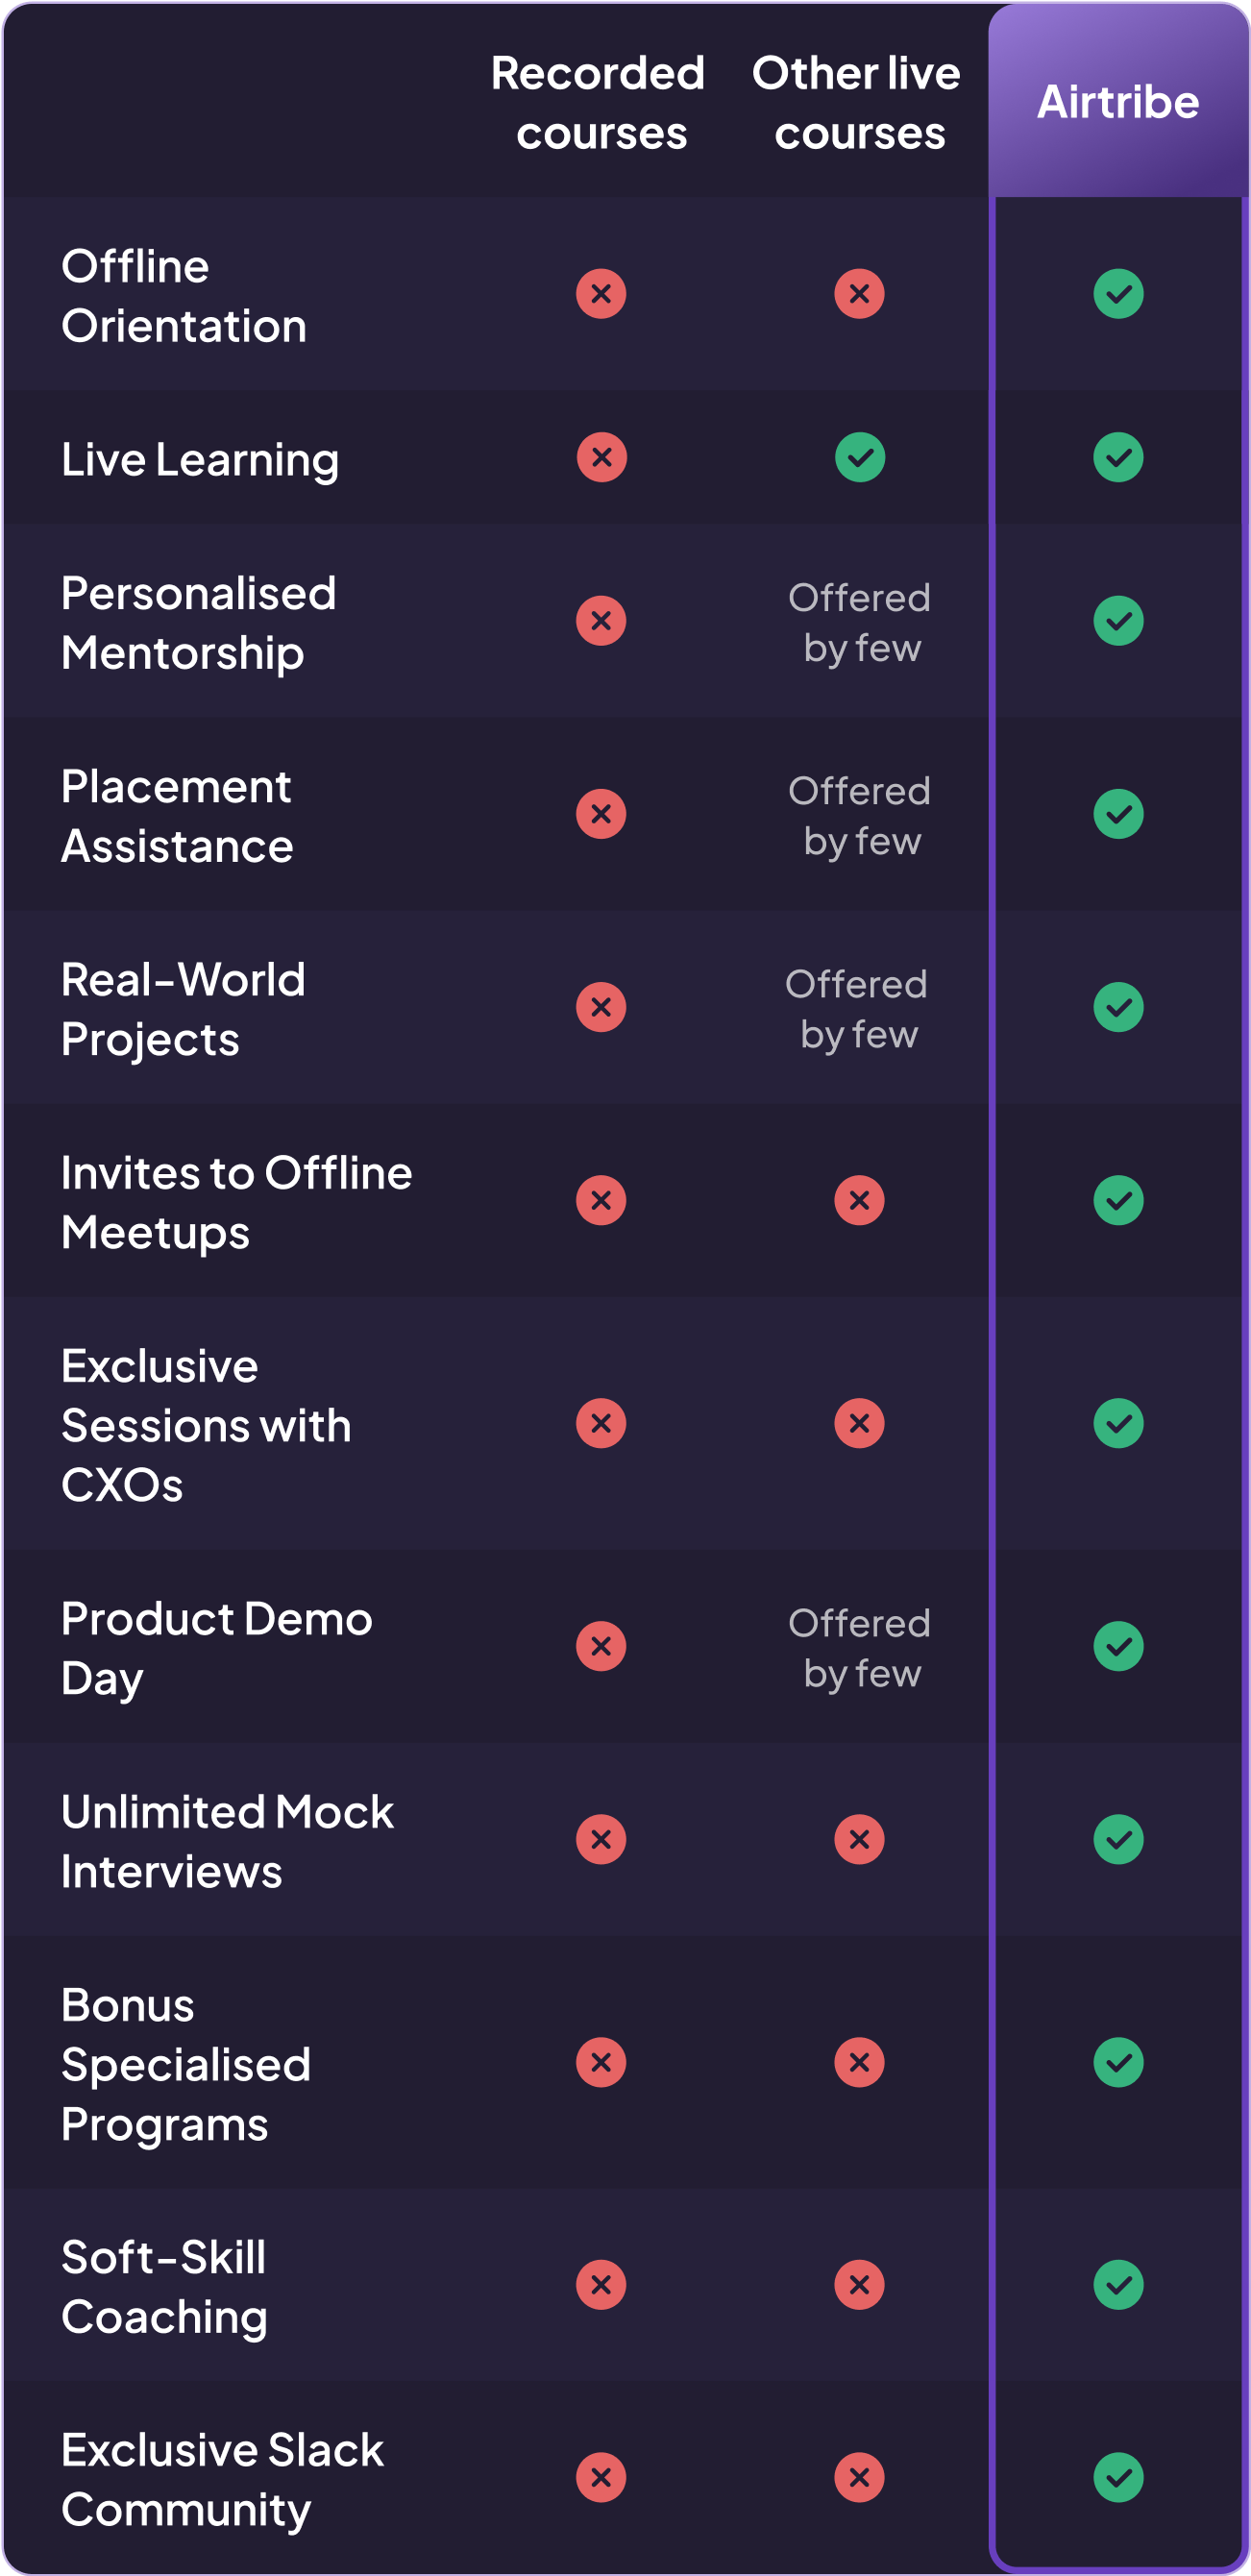 Recorded
courses
Other live
courses
Airtribe
Offline
Orientation
Live Learning
Personalised
Mentorship
Offered
by few
Placement
Assistance
Offered
by few
Real-World
Projects
Offered
by few
Invites to Offline
Meetups
Exclusive
Sessions with
CXOs
Product Demo
Day
Offered
by few
Unlimited Mock
Interviews
Bonus
Specialised
Programs
Soft-Skill
Coaching
Exclusive Slack
Community